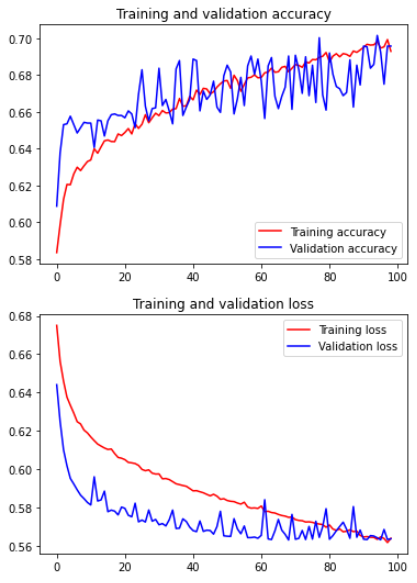 Training and validation accuracy
0.70
0.68
0.66
0.64
0.62
0.60
0.58
Training accuracy
Validation accuracy
0 20 40 60 80 100
Training and validation loss
0.68
0.66
0.64
0.62
0.60
0.58
0.56
Training loss
Validation loss
0 20 40 60 80 100